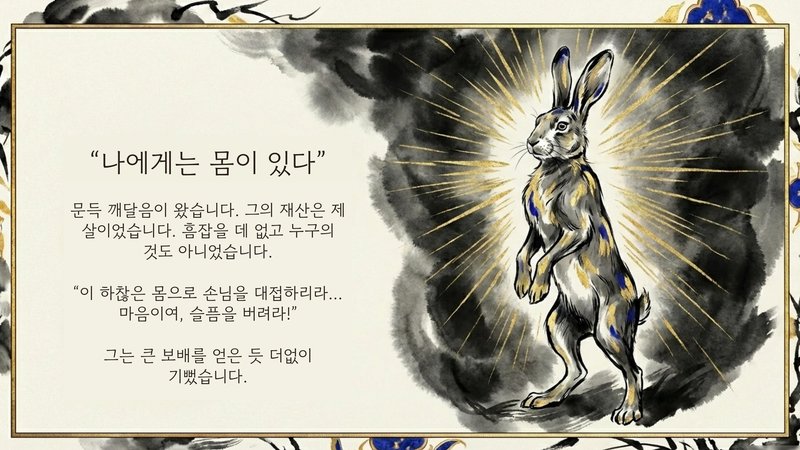 “나에게는 몸이 있다”
문득 깨달음이 왔습니다. 그의 재산은 제
살이었습니다. 흠잡을 데 없고 누구의
것도 아니었습니다.
“이 하찮은 몸으로 손님을 대접하리라...
마음이여, 슬픔을 버려라!”
그는 큰 보배를 얻은 듯 더없이
기뻤습니다.